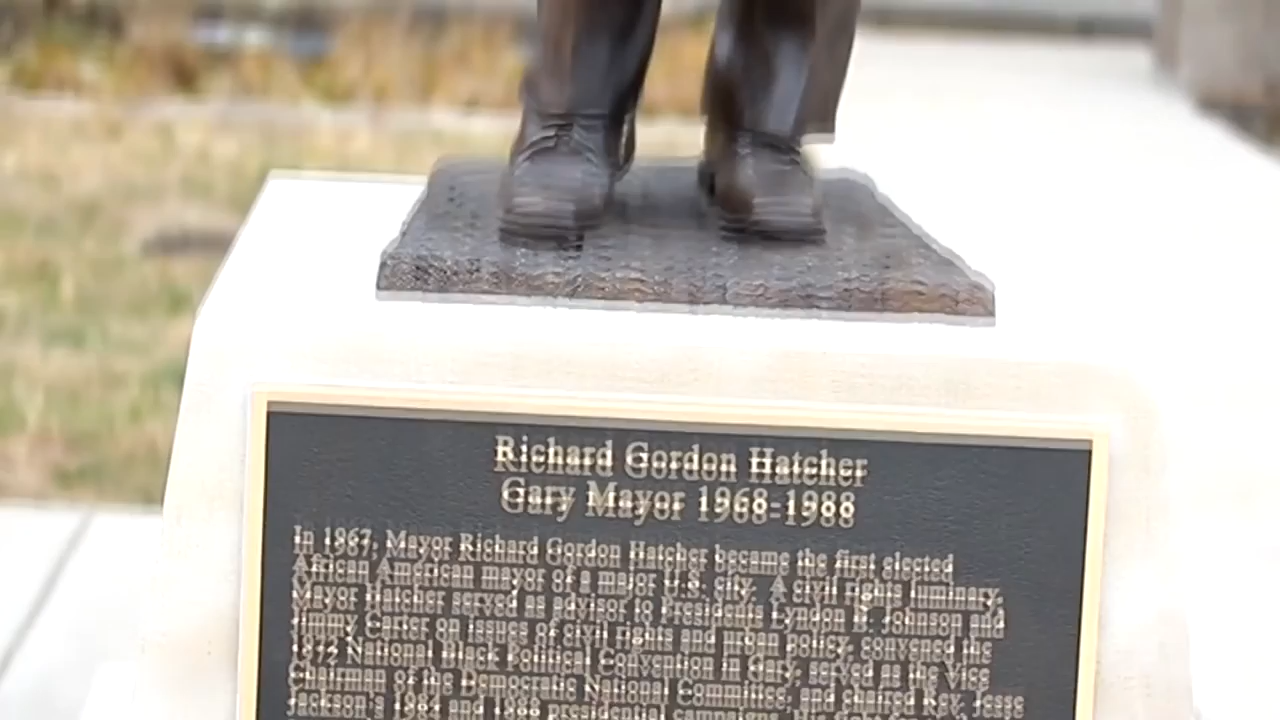 Richard Gordon Hatcher
Gary Mayor 1968-1988
In 1967, Mayor Richard Gordon Hatcher became the first elected
African American mayor of a major U.S. city. A civil rights luminary,
Mayor Hatcher served as advisor to Presidents Lyndon B. Johnson and
Jimmy Carter on issues of civil rights and urban policy, convened the
1972 National Black Political Convention in Gary, served as the Vice
Chairman of the Democratic National Committee, and chaired Rev. Jesse
Jackson's 1984 and 1988 presidential campaigns. His fight for